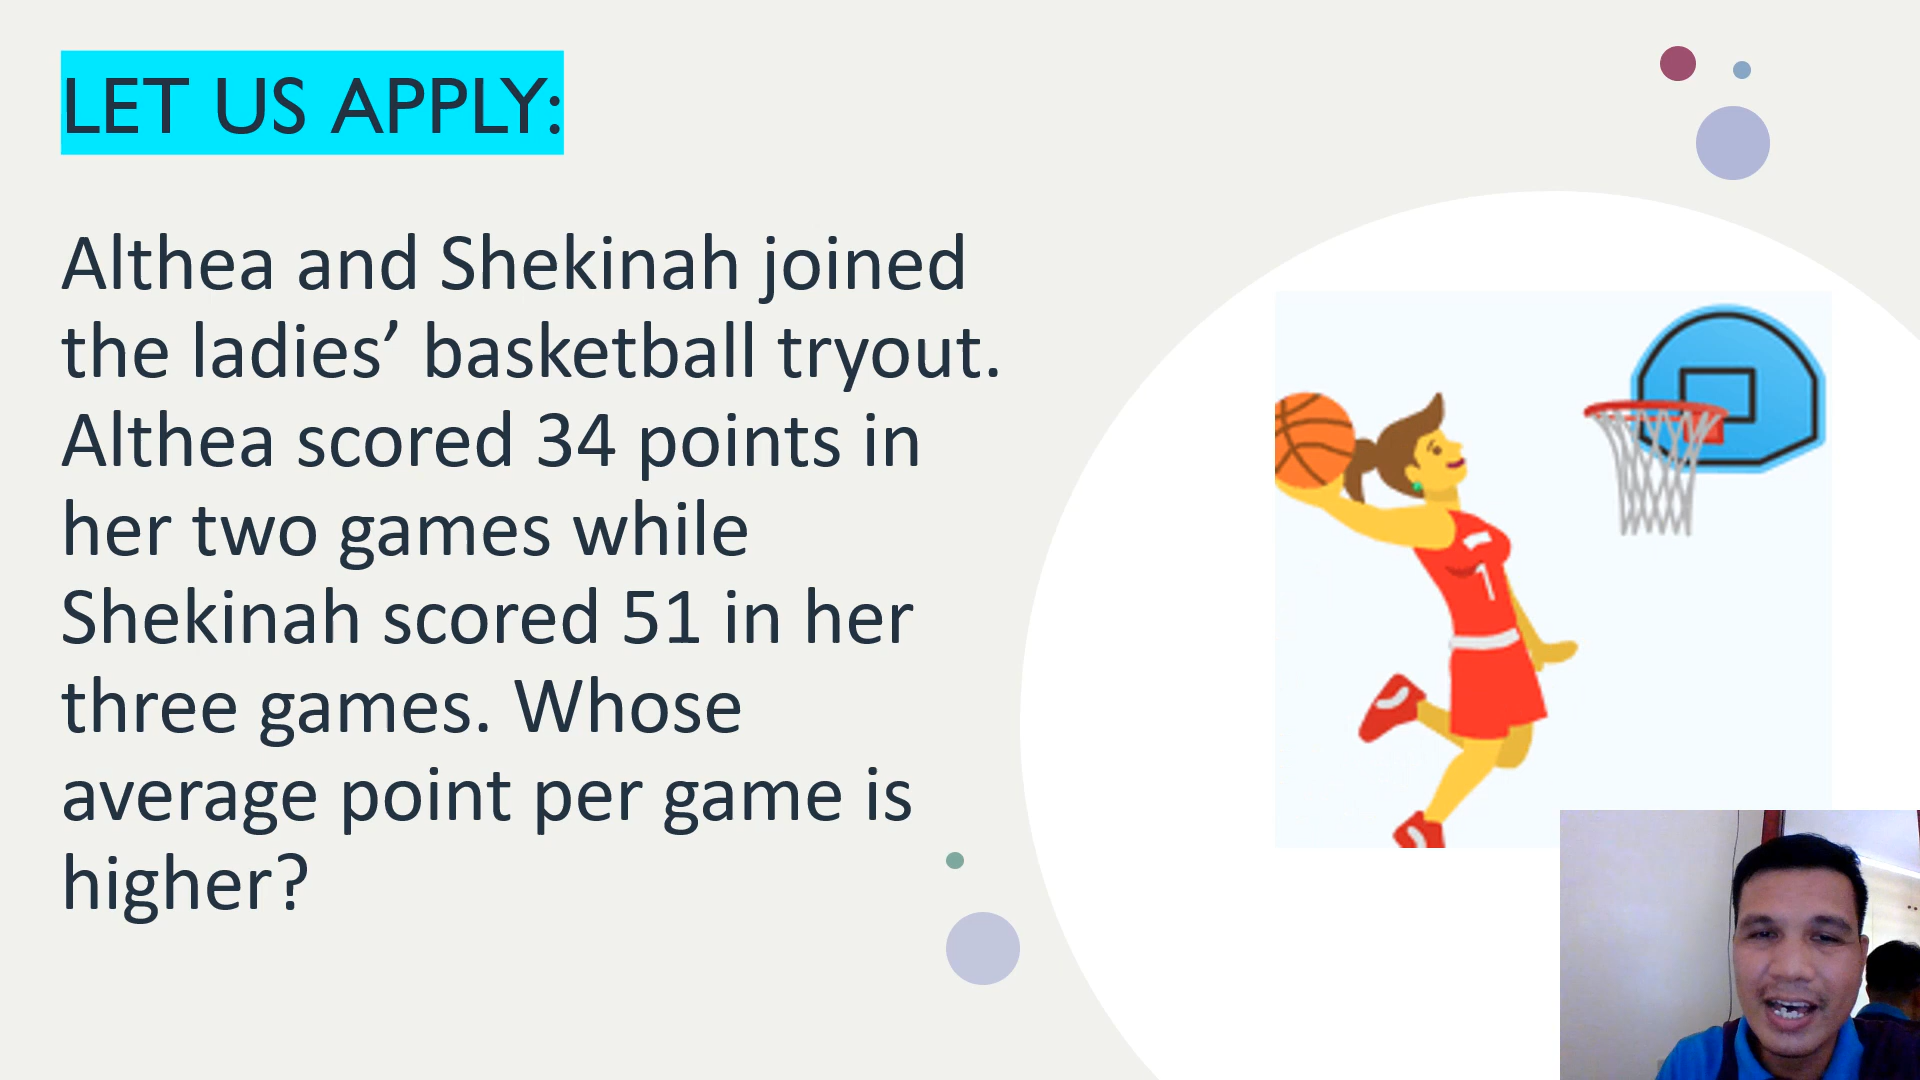 LET US APPLY:
Althea and Shekinah joined
the ladies’ basketball tryout.
Althea scored 34 points in
her two games while
Shekinah scored 51 in her
three games. Whose
average point per game is
higher?
1